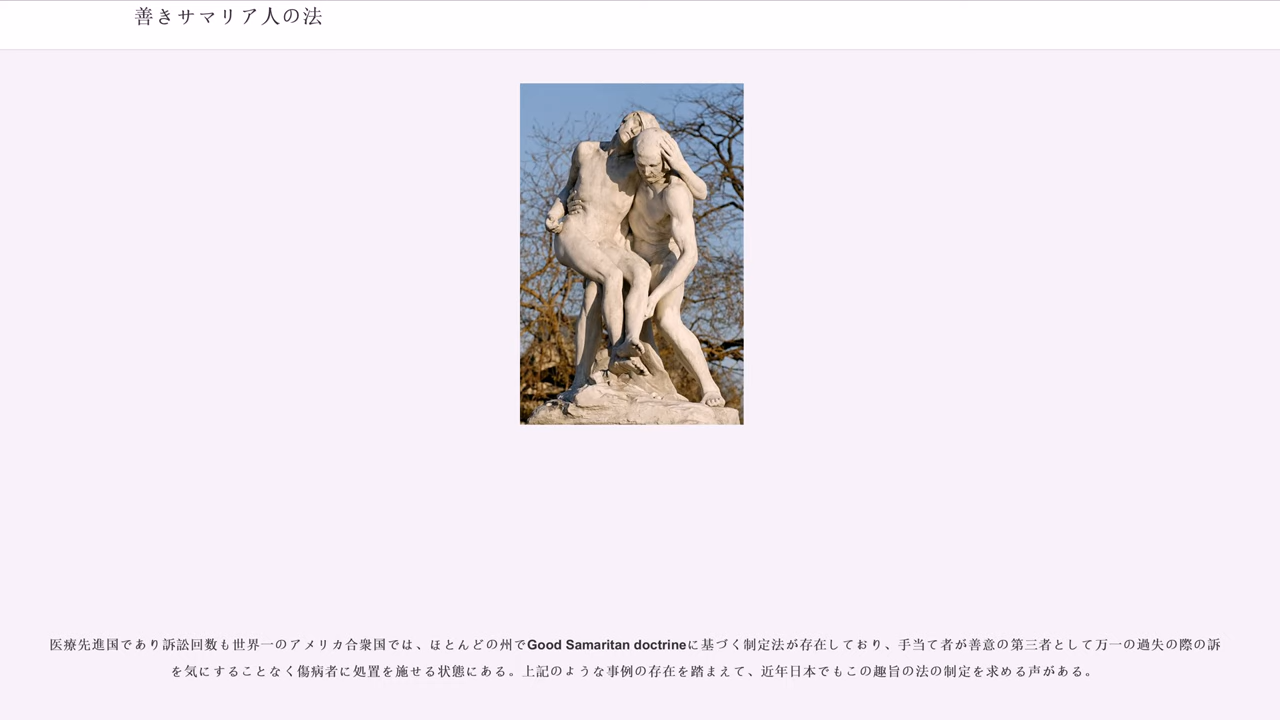 善きサマリア人の法
医療先進国であり訴訟回数も世界一のアメリカ合衆国では、ほとんどの州でGood Samaritan doctrineに基づく制定法が存在しており、手当て者が善意の第三者として万一の過失の際の訴
を気にすることなく傷病者に処置を施せる状態にある。上記のような事例の存在を踏まえて、近年日本でもこの趣旨の法の制定を求める声がある。